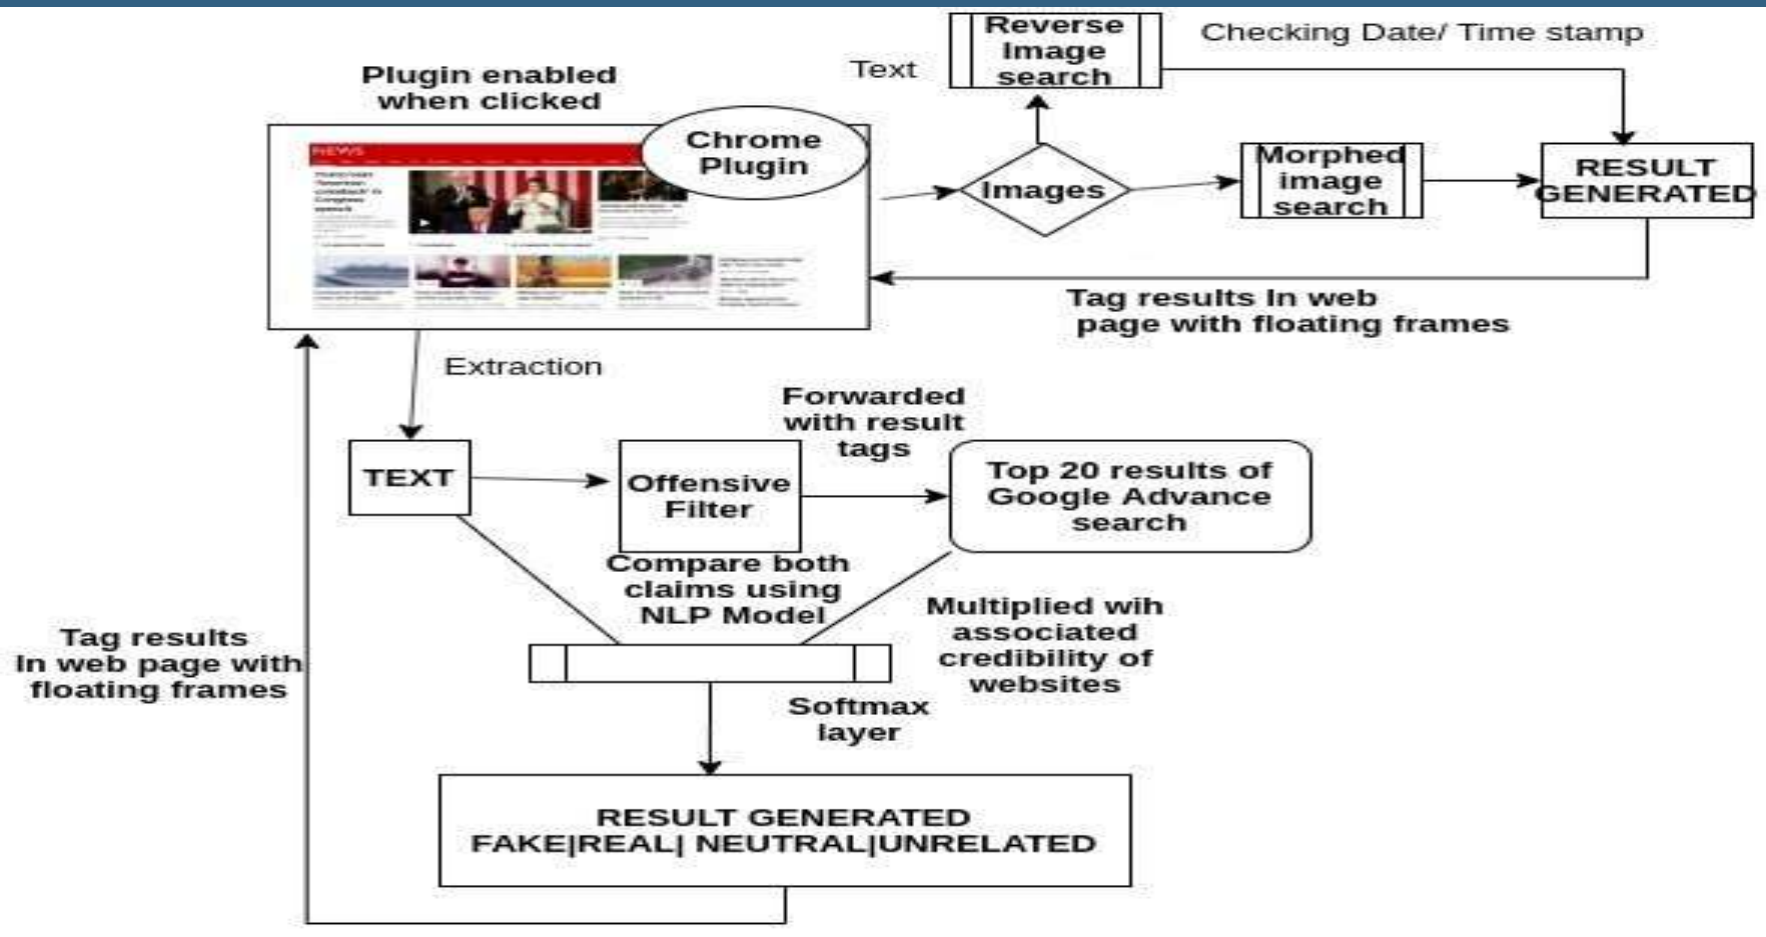 Reverse
Image
search
Checking Date/ Time stamp
Text
Plugin enabled
when clicked
Chrome
Plugin
NEWS
Images
Morphed
image
search
RESULT
GENERATED
Tag results In web
page with floating frames
Extraction
Forwarded
with result
tags
TEXT
Offensive
Filter
Top 20 results of
Google Advance
search
Compare both
claims using
NLP Model
Multiplied wih
associated
credibility of
websites
Tag results
In web page with
floating frames
Softmax
layer
RESULT GENERATED
FAKE|REAL| NEUTRAL|UNRELATED